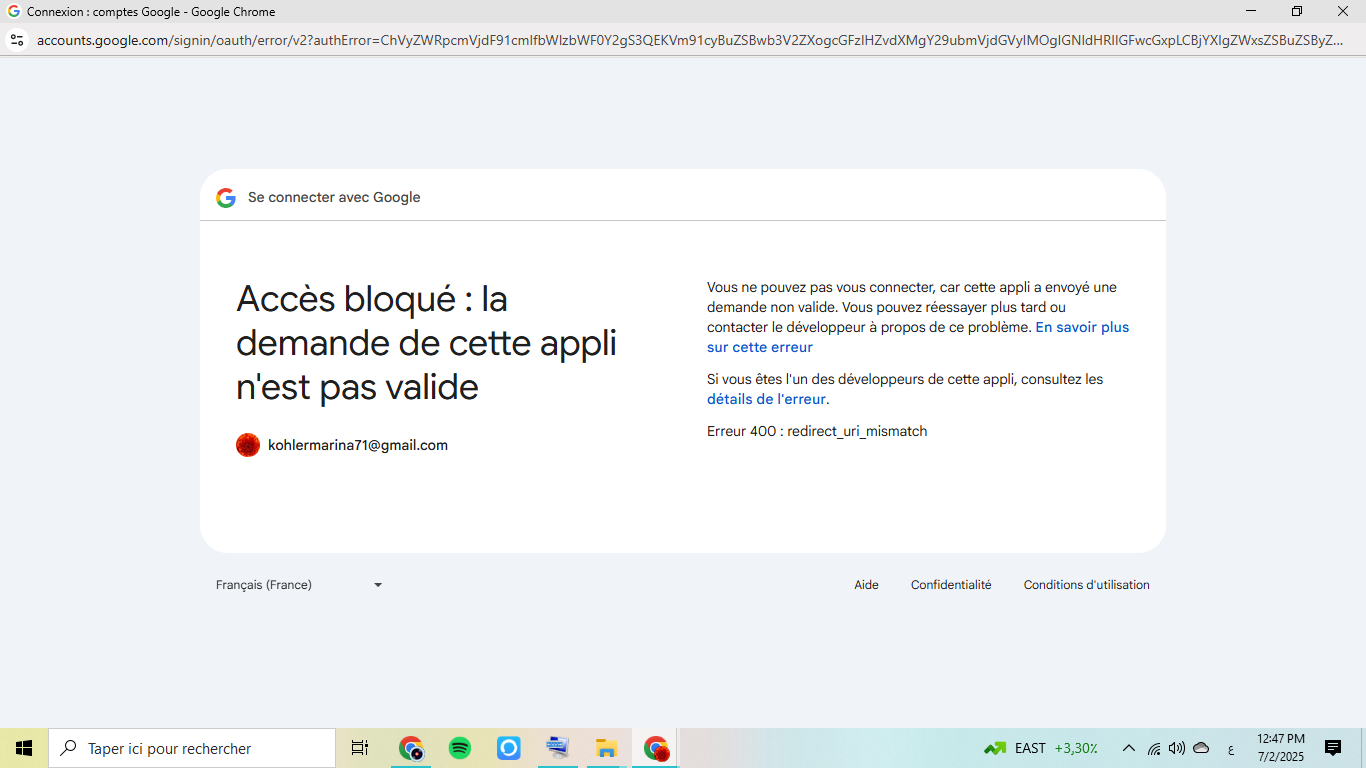 Connexion : comptes Google - Google Chrome
accounts.google.com/signin/oauth/error/v2?authError=ChVyZWRpcmVjdF91cmlfbWlzbWF0Y2gS3QEKVm91cyBuZSBwb3V2ZXogcGFzIHZvdXMgY29ubmVjdGVyIMOgIGNldHRlIGFwcGxpLCBjYXIgZWxsZSBuZSByZ...
Se connecter avec Google
Accès bloqué : la
demande de cette appli
n'est pas valide
kohlermarina71@gmail.com
Vous ne pouvez pas vous connecter, car cette appli a envoyé une
demande non valide. Vous pouvez réessayer plus tard ou
contacter le développeur à propos de ce problème. En savoir plus
sur cette erreur
Si vous êtes l'un des développeurs de cette appli, consultez les
détails de l'erreur.
Erreur 400 : redirect_uri_mismatch
Français (France)
Aide
Confidentialité
Conditions d'utilisation
Taper ici pour rechercher
EAST +3,30%
ع
12:47 PM
7/2/2025